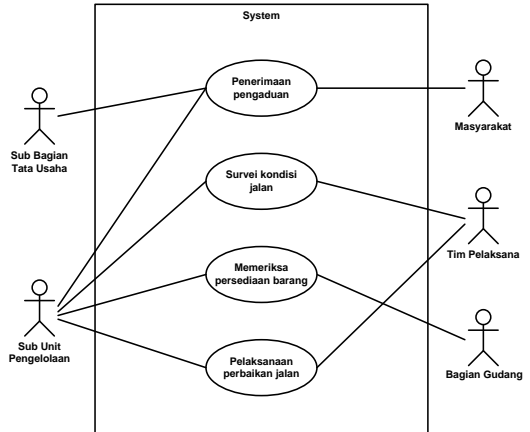 System
Penerimaan
pengaduan
Masyarakat
Sub Bagian
Tata Usaha
Survei kondisi
jalan
Tim Pelaksana
Memeriksa
persediaan barang
Sub Unit
Pengelolaan
Pelaksanaan
perbaikan jalan
Bagian Gudang